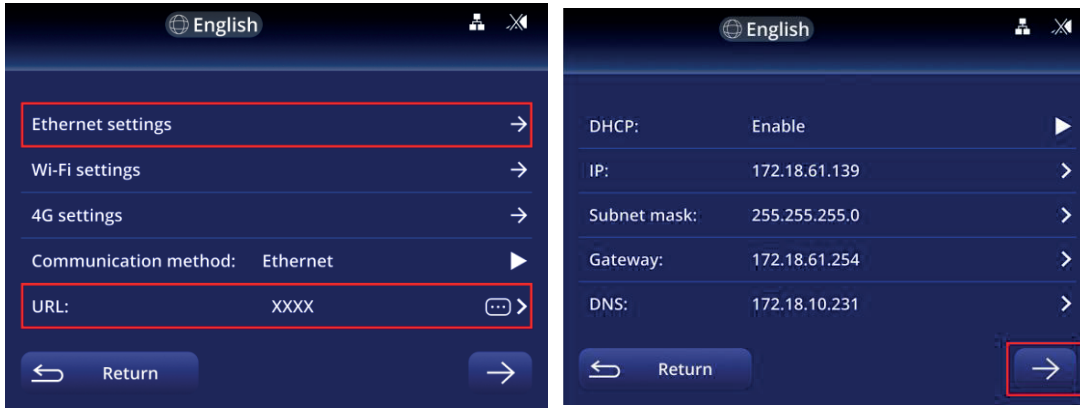 English
Ethernet settings
Wi-Fi settings
4G settings
Communication method: Ethernet
URL: XXXX
Return
English
DHCP: Enable
IP: 172.18.61.139
Subnet mask: 255.255.255.0
Gateway: 172.18.61.254
DNS: 172.18.10.231
Return